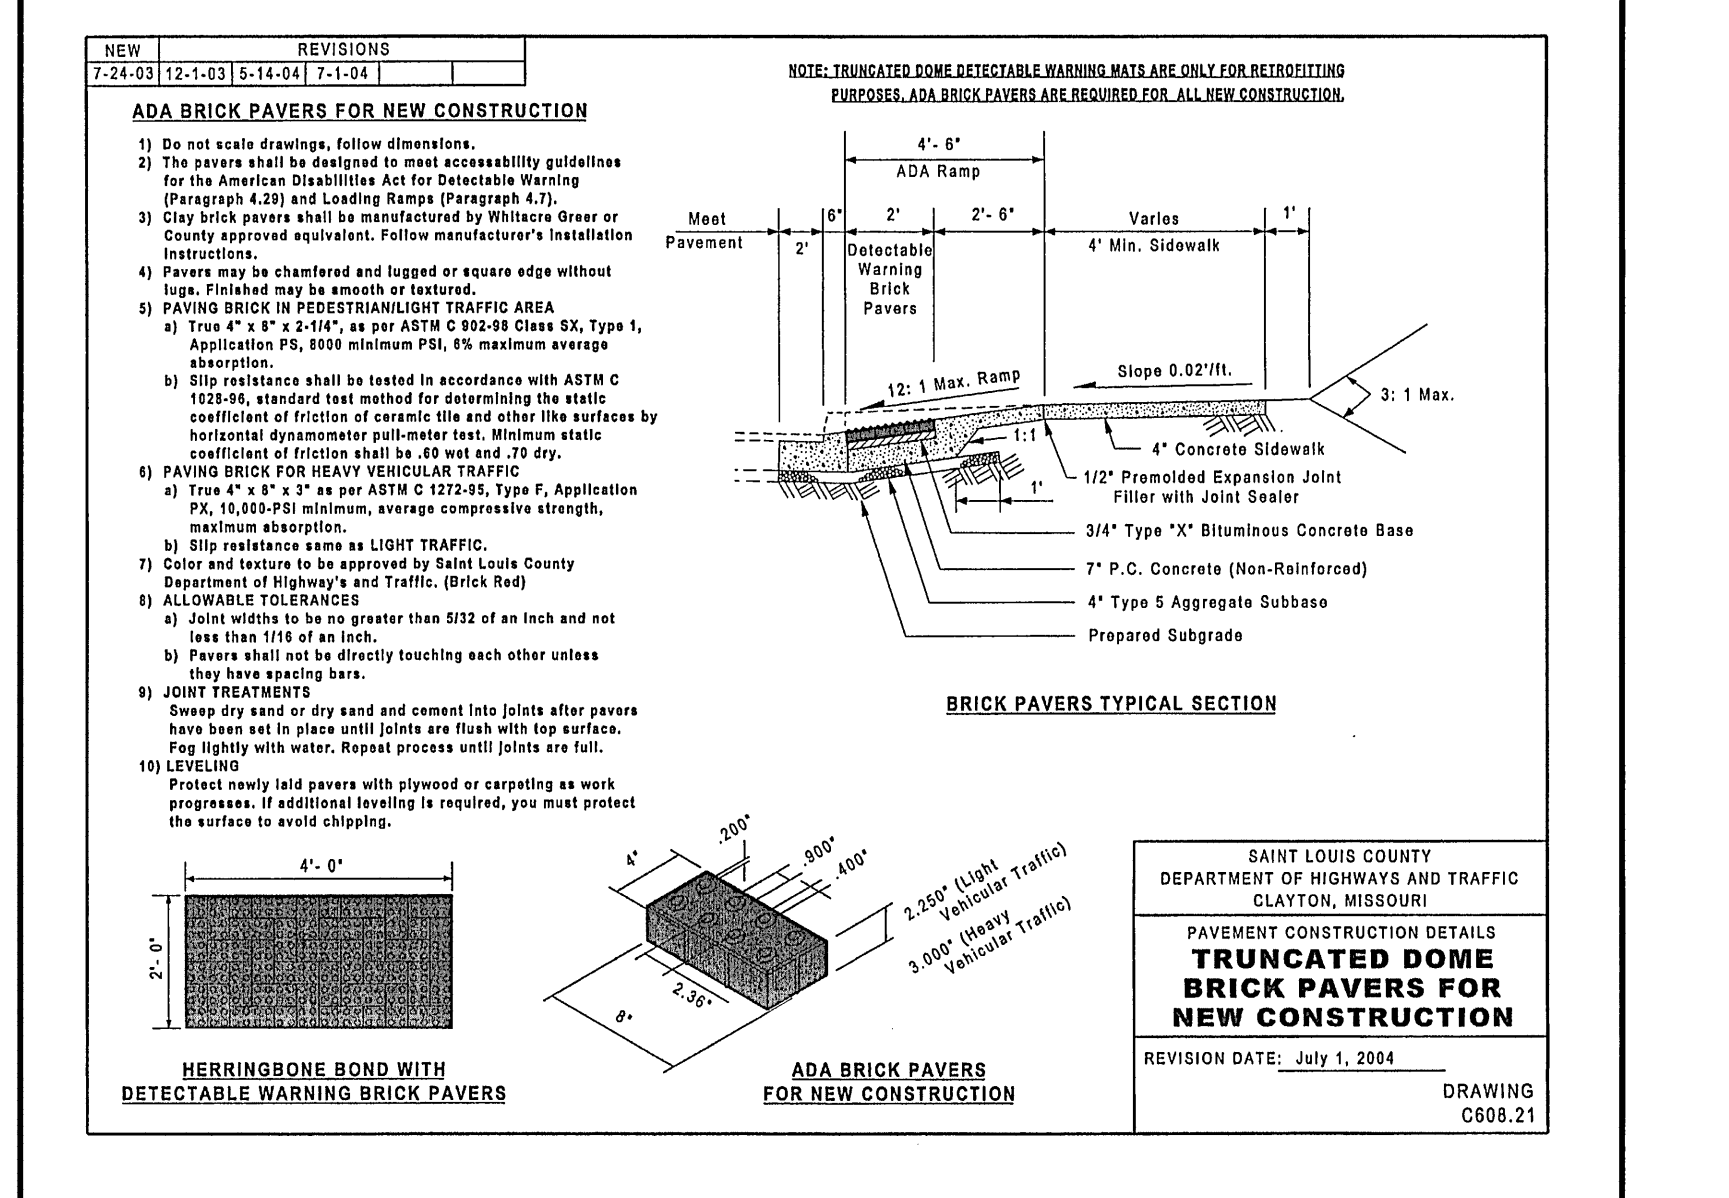 NEW REVISIONS
7-24-03 12-1-03 5-14-04 7-1-04
ADA BRICK PAVERS FOR NEW CONSTRUCTION
1) Do not scale drawings, follow dimensions.
2) The pavers shall be designed to meet accessability guidelines
for the American Disabilities Act for Detectable Warning
(Paragraph 4.29) and Loading Ramps (Paragraph 4.7).
3) Clay brick pavers shall be manufactured by Whitacre Greer or
County approved equivalent. Follow manufacturer's Installation
Instructions.
4) Pavers may be chamfered and lugged or square edge without
lugs. Finished may be smooth or textured.
5) PAVING BRICK IN PEDESTRIAN/LIGHT TRAFFIC AREA
a) True 4" x 8" x 2-1/4", as per ASTM C 902-98 Class SX, Type 1,
Application PS, 8000 minimum PSI, 6% maximum average
absorption.
b) Slip resistance shall be tested in accordance with ASTM C
1028-96, standard test method for determining the static
coefficient of friction of ceramic tile and other like surfaces by
horizontal dynamometer pull-meter test. Minimum static
coefficient of friction shall be .60 wet and .70 dry.
6) PAVING BRICK FOR HEAVY VEHICULAR TRAFFIC
a) True 4" x 8" x 3" as per ASTM C 1272-95, Type F, Application
PX, 10,000-PSI minimum, average compressive strength,
maximum absorption.
b) Slip resistance same as LIGHT TRAFFIC.
7) Color and texture to be approved by Saint Louis County
Department of Highway's and Traffic. (Brick Red)
8) ALLOWABLE TOLERANCES
a) Joint widths to be no greater than 5/32 of an inch and not
less than 1/16 of an inch.
b) Pavers shall not be directly touching each other unless
they have spacing bars.
9) JOINT TREATMENTS
Sweep dry sand or dry sand and cement into joints after pavers
have been set in place until joints are flush with top surface.
Fog lightly with water. Repeat process until joints are full.
10) LEVELING
Protect newly laid pavers with plywood or carpeting as work
progresses. If additional leveling is required, you must protect
the surface to avoid chipping.
NOTE: TRUNCATED DOME DETECTABLE WARNING MATS ARE ONLY FOR RETROFITTING
PURPOSES. ADA BRICK PAVERS ARE REQUIRED FOR ALL NEW CONSTRUCTION.
4'- 6"
ADA Ramp
Meet
Pavement
2'
6"
2'
Detectable
Warning
Brick
Pavers
2'- 6"
Varies
4' Min. Sidewalk
1'
12: 1 Max. Ramp
Slope 0.02'/ft.
3: 1 Max.
1:1
1'
4" Concrete Sidewalk
1/2" Premolded Expansion Joint
Filler with Joint Sealer
3/4" Type "X" Bituminous Concrete Base
7" P.C. Concrete (Non-Reinforced)
4" Type 5 Aggregate Subbase
Prepared Subgrade
BRICK PAVERS TYPICAL SECTION
4'- 0"
2'- 0"
HERRINGBONE BOND WITH
DETECTABLE WARNING BRICK PAVERS
4"
.200"
.900"
.400"
2.250" (Light
Vehicular Traffic)
3.000" (Heavy
Vehicular Traffic)
2.36"
8"
ADA BRICK PAVERS
FOR NEW CONSTRUCTION
SAINT LOUIS COUNTY
DEPARTMENT OF HIGHWAYS AND TRAFFIC
CLAYTON, MISSOURI
PAVEMENT CONSTRUCTION DETAILS
TRUNCATED DOME
BRICK PAVERS FOR
NEW CONSTRUCTION
REVISION DATE: July 1, 2004
DRAWING
C608.21